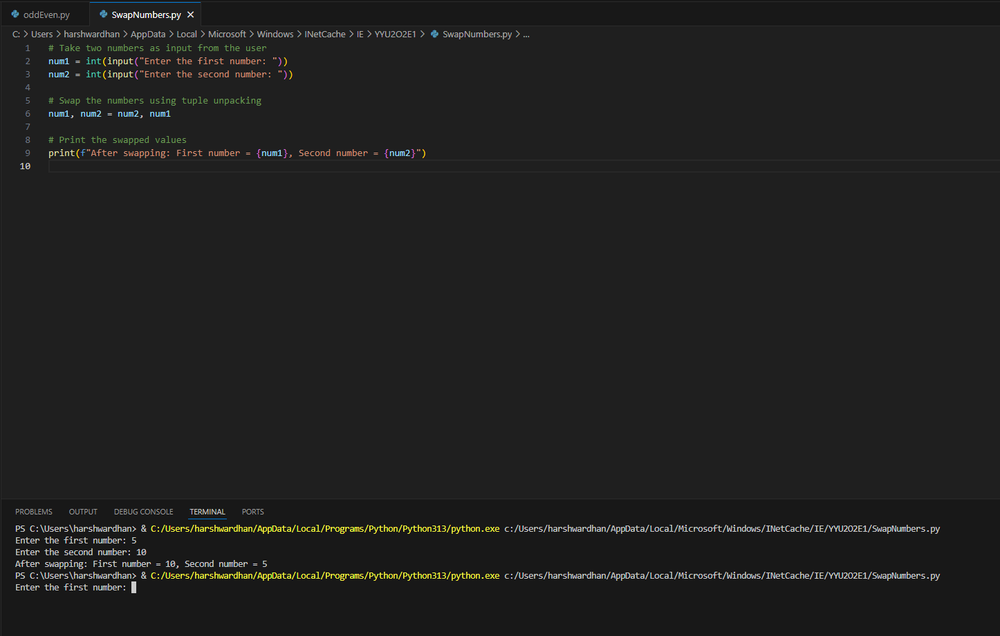 oddEven.py SwapNumbers.py
C: > Users > harshwardhan > AppData > Local > Microsoft > Windows > INetCache > IE > YYU2O2E1 > SwapNumbers.py > ...
1 # Take two numbers as input from the user
2 num1 = int(input("Enter the first number: "))
3 num2 = int(input("Enter the second number: "))
4
5 # Swap the numbers using tuple unpacking
6 num1, num2 = num2, num1
7
8 # Print the swapped values
9 print(f"After swapping: First number = {num1}, Second number = {num2}")
10
PROBLEMS OUTPUT DEBUG CONSOLE TERMINAL PORTS
PS C:\Users\harshwardhan> & C:/Users/harshwardhan/AppData/Local/Programs/Python/Python313/python.exe c:/Users/harshwardhan/AppData/Local/Microsoft/Windows/INetCache/IE/YYU2O2E1/SwapNumbers.py
Enter the first number: 5
Enter the second number: 10
After swapping: First number = 10, Second number = 5
PS C:\Users\harshwardhan> & C:/Users/harshwardhan/AppData/Local/Programs/Python/Python313/python.exe c:/Users/harshwardhan/AppData/Local/Microsoft/Windows/INetCache/IE/YYU2O2E1/SwapNumbers.py
Enter the first number: